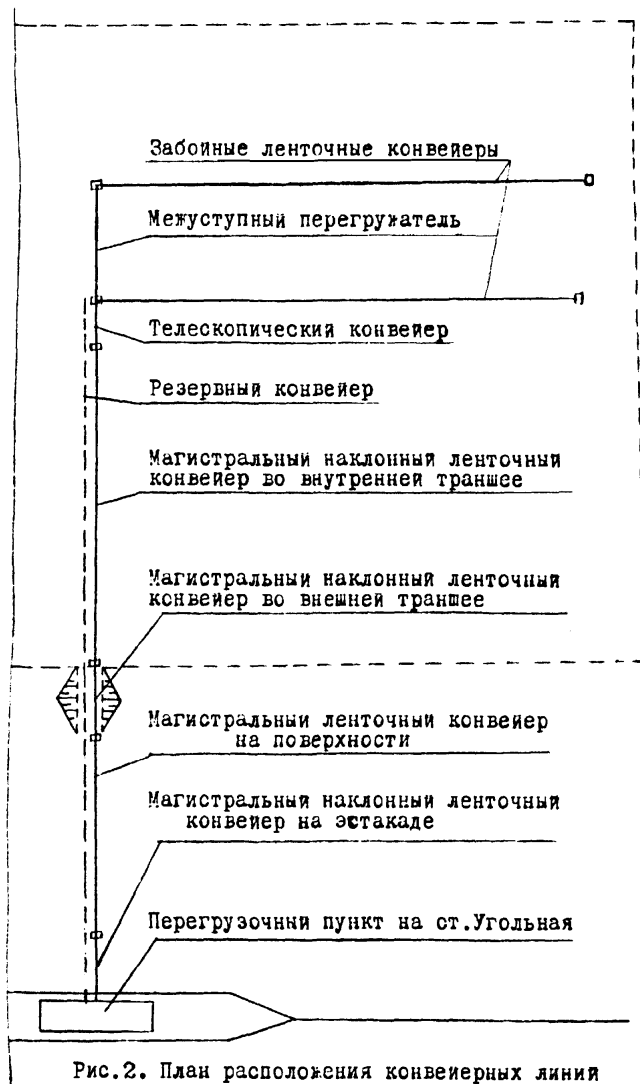 Забойные ленточные конвейеры
Межуступный перегружатель
Телескопический конвейер
Резервный конвейер
Магистральный наклонный ленточный
конвейер во внутренней траншее
Магистральный наклонный ленточный
конвейер во внешней траншее
Магистральный ленточный конвейер
на поверхности
Магистральный наклонный ленточный
конвейер на эстакаде
Перегрузочный пункт на ст.Угольная
Рис.2. План расположения конвейерных линий